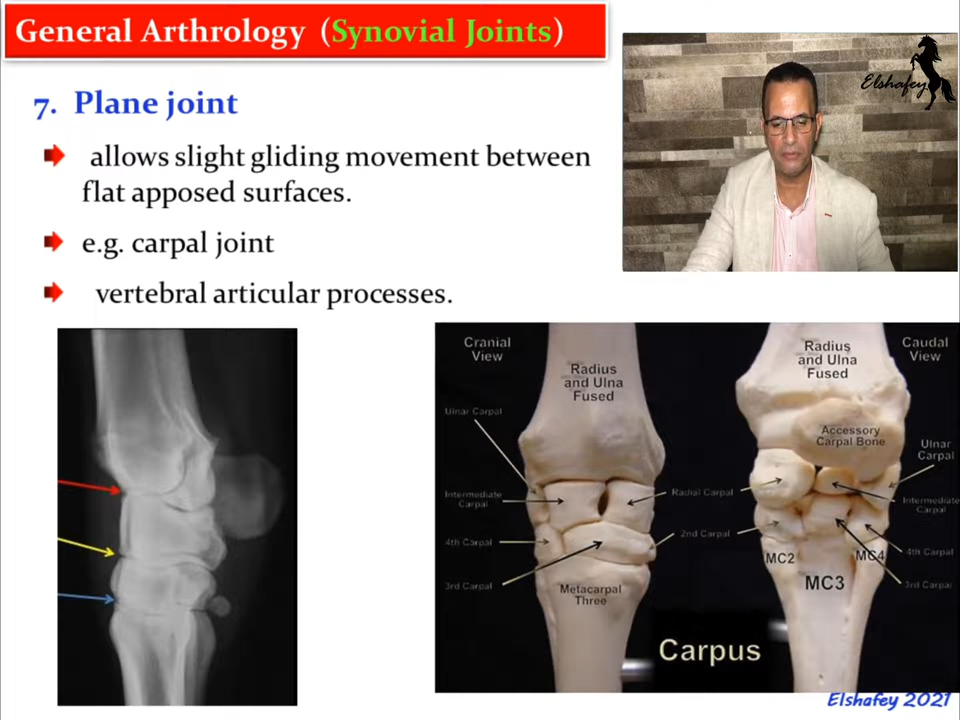 General Arthrology (Synovial Joints)
Elshafey
7. Plane joint
allows slight gliding movement between
flat apposed surfaces.
e.g. carpal joint
vertebral articular processes.
Cranial
View
Radius
and Ulna
Fused
Ulnar Carpal
Intermediate
Carpal
4th Carpal
3rd Carpal
Metacarpal
Three
Radial Carpal
2nd Carpal
Carpus
Radius
and Ulna
Fused
Caudal
View
Accessory
Carpal Bone
Ulnar
Carpal
Intermediate
Carpal
4th Carpal
3rd Carpal
MC2
MC3
MC4
Elshafey 2021